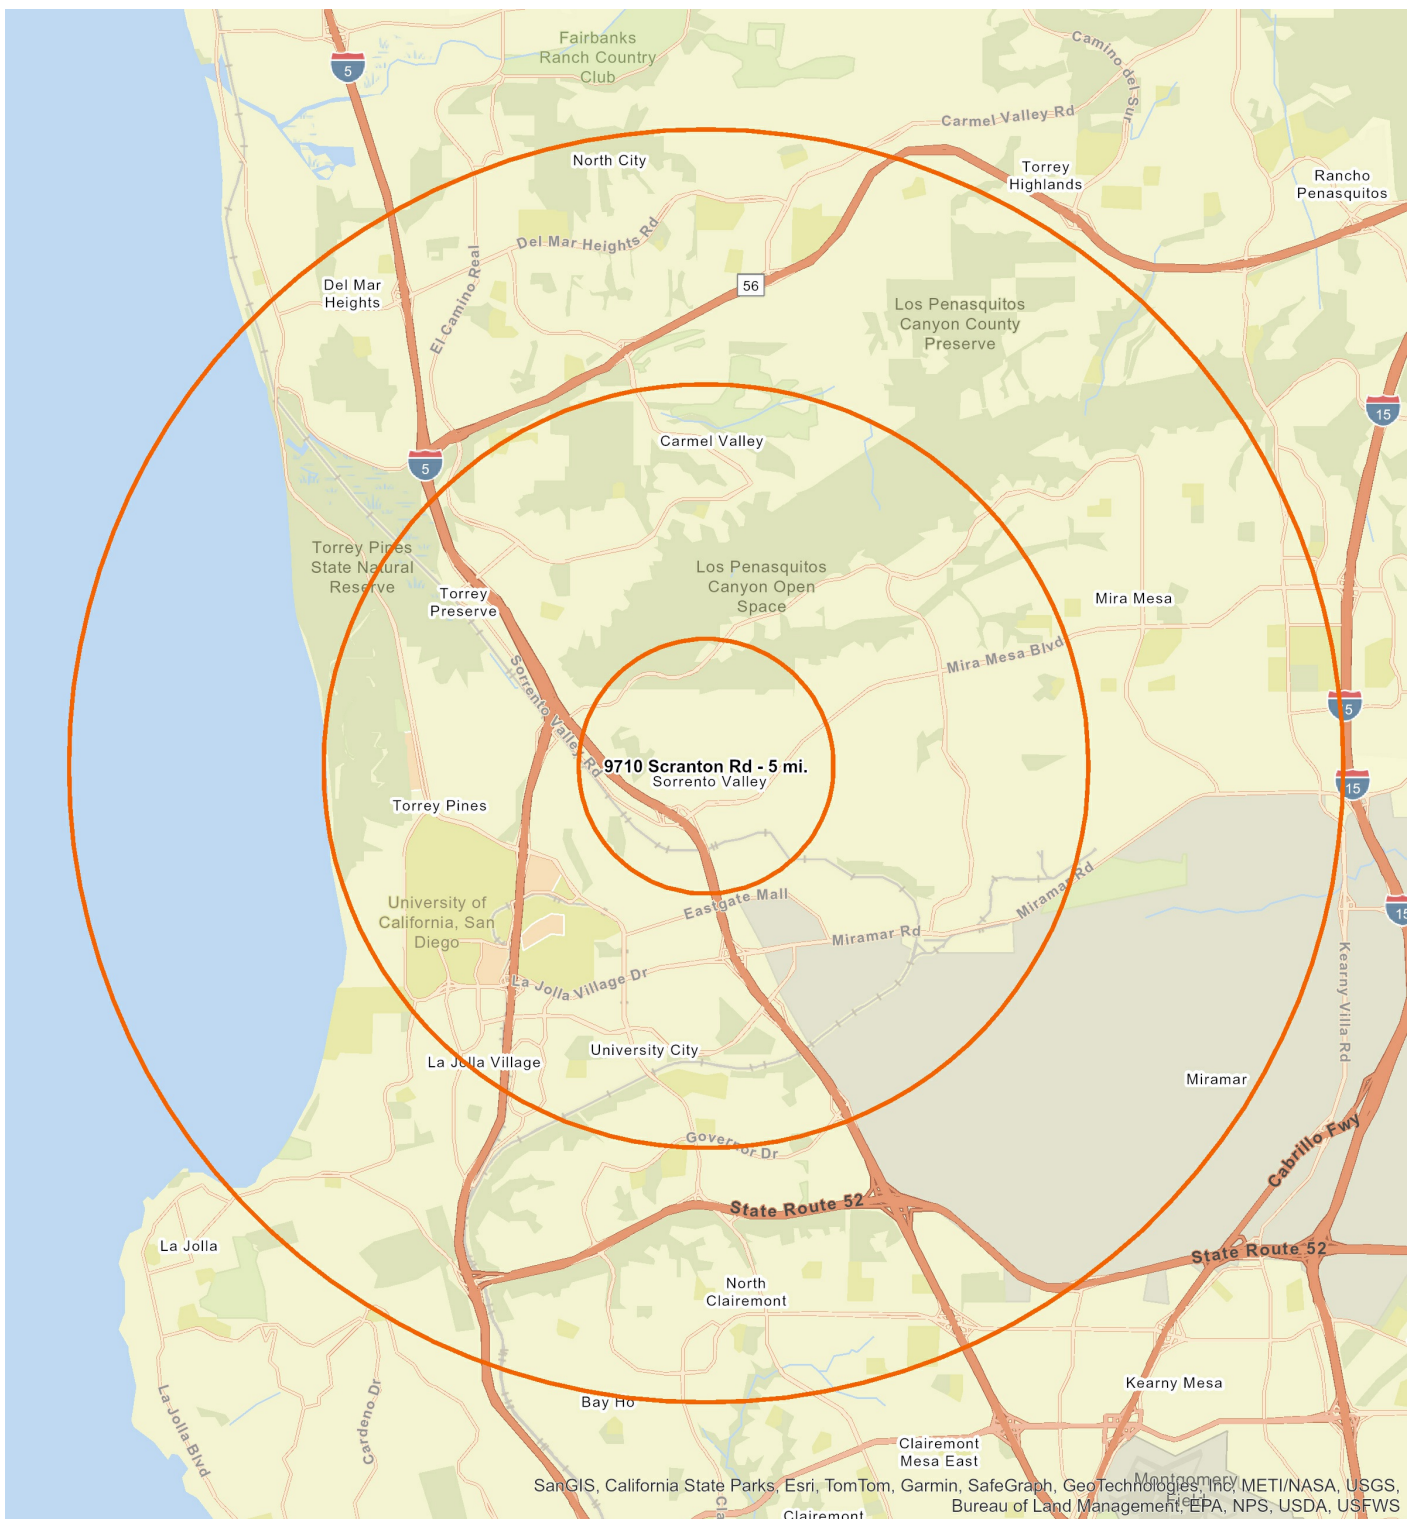 Fairbanks
Ranch Country
Club
5
Camino del Sur
Carmel Valley Rd
North City
Torrey
Highlands
Rancho
Penasquitos
Del Mar Heights Rd
El Camino Real
Del Mar
Heights
56
Los Penasquitos
Canyon County
Preserve
15
Carmel Valley
5
Torrey Pines
State Natural
Reserve
Los Penasquitos
Canyon Open
Space
Torrey
Preserve
Mira Mesa
Mira Mesa Blvd
Sorrento Valley Rd
9710 Scranton Rd - 5 mi.
Sorrento Valley
15
Torrey Pines
University of
California, San
Diego
Eastgate Mall
Miramar Rd
Miramar Rd
15
La Jolla Village Dr
Kearny Villa Rd
University City
La Jolla Village
Miramar
Governor Dr
Cabrillo Fwy
State Route 52
La Jolla
State Route 52
North
Clairemont
Kearny Mesa
La Jolla Blvd
Cardeno Dr
Bay Ho
Clairemont
Mesa East
Montgomery
Field
SanGIS, California State Parks, Esri, TomTom, Garmin, SafeGraph, GeoTechnologies, Inc, METI/NASA, USGS,
Bureau of Land Management, EPA, NPS, USDA, USFWS
Clairemont